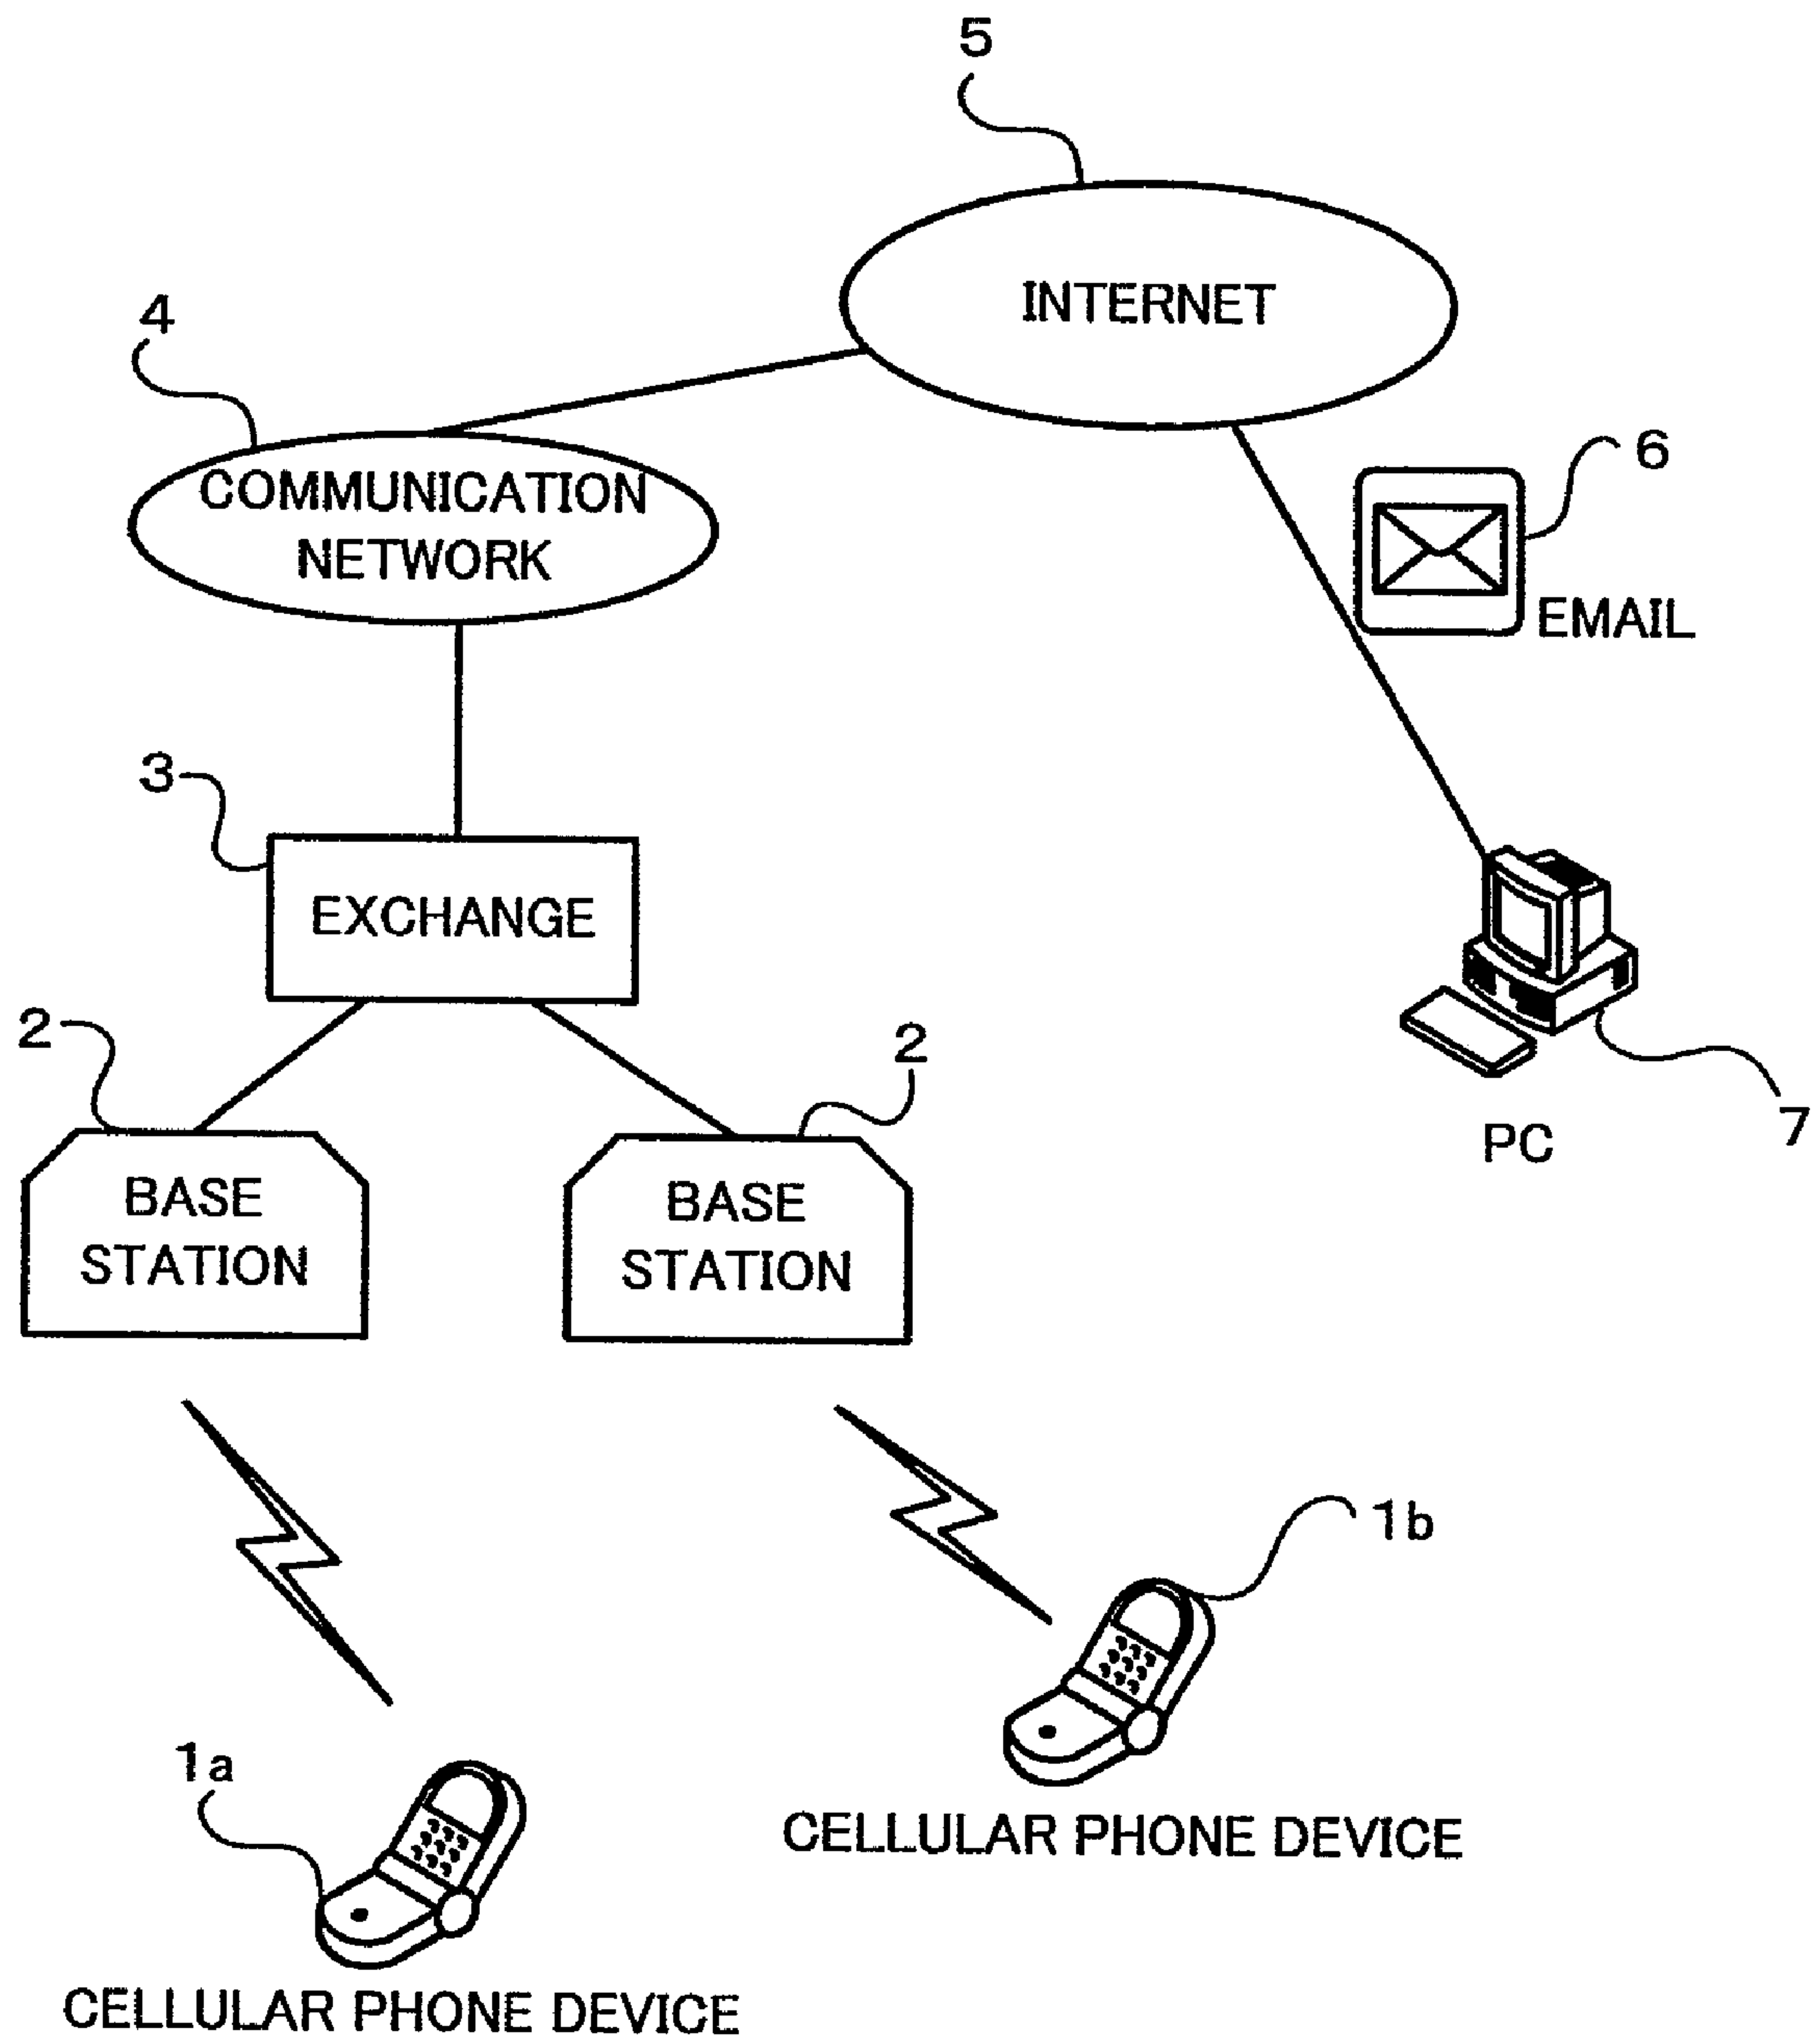 5
INTERNET
4
COMMUNICATION
NETWORK
6
EMAIL
3
EXCHANGE
2
2
7
PC
BASE
STATION
BASE
STATION
1b
1a
CELLULAR PHONE DEVICE
CELLULAR PHONE DEVICE